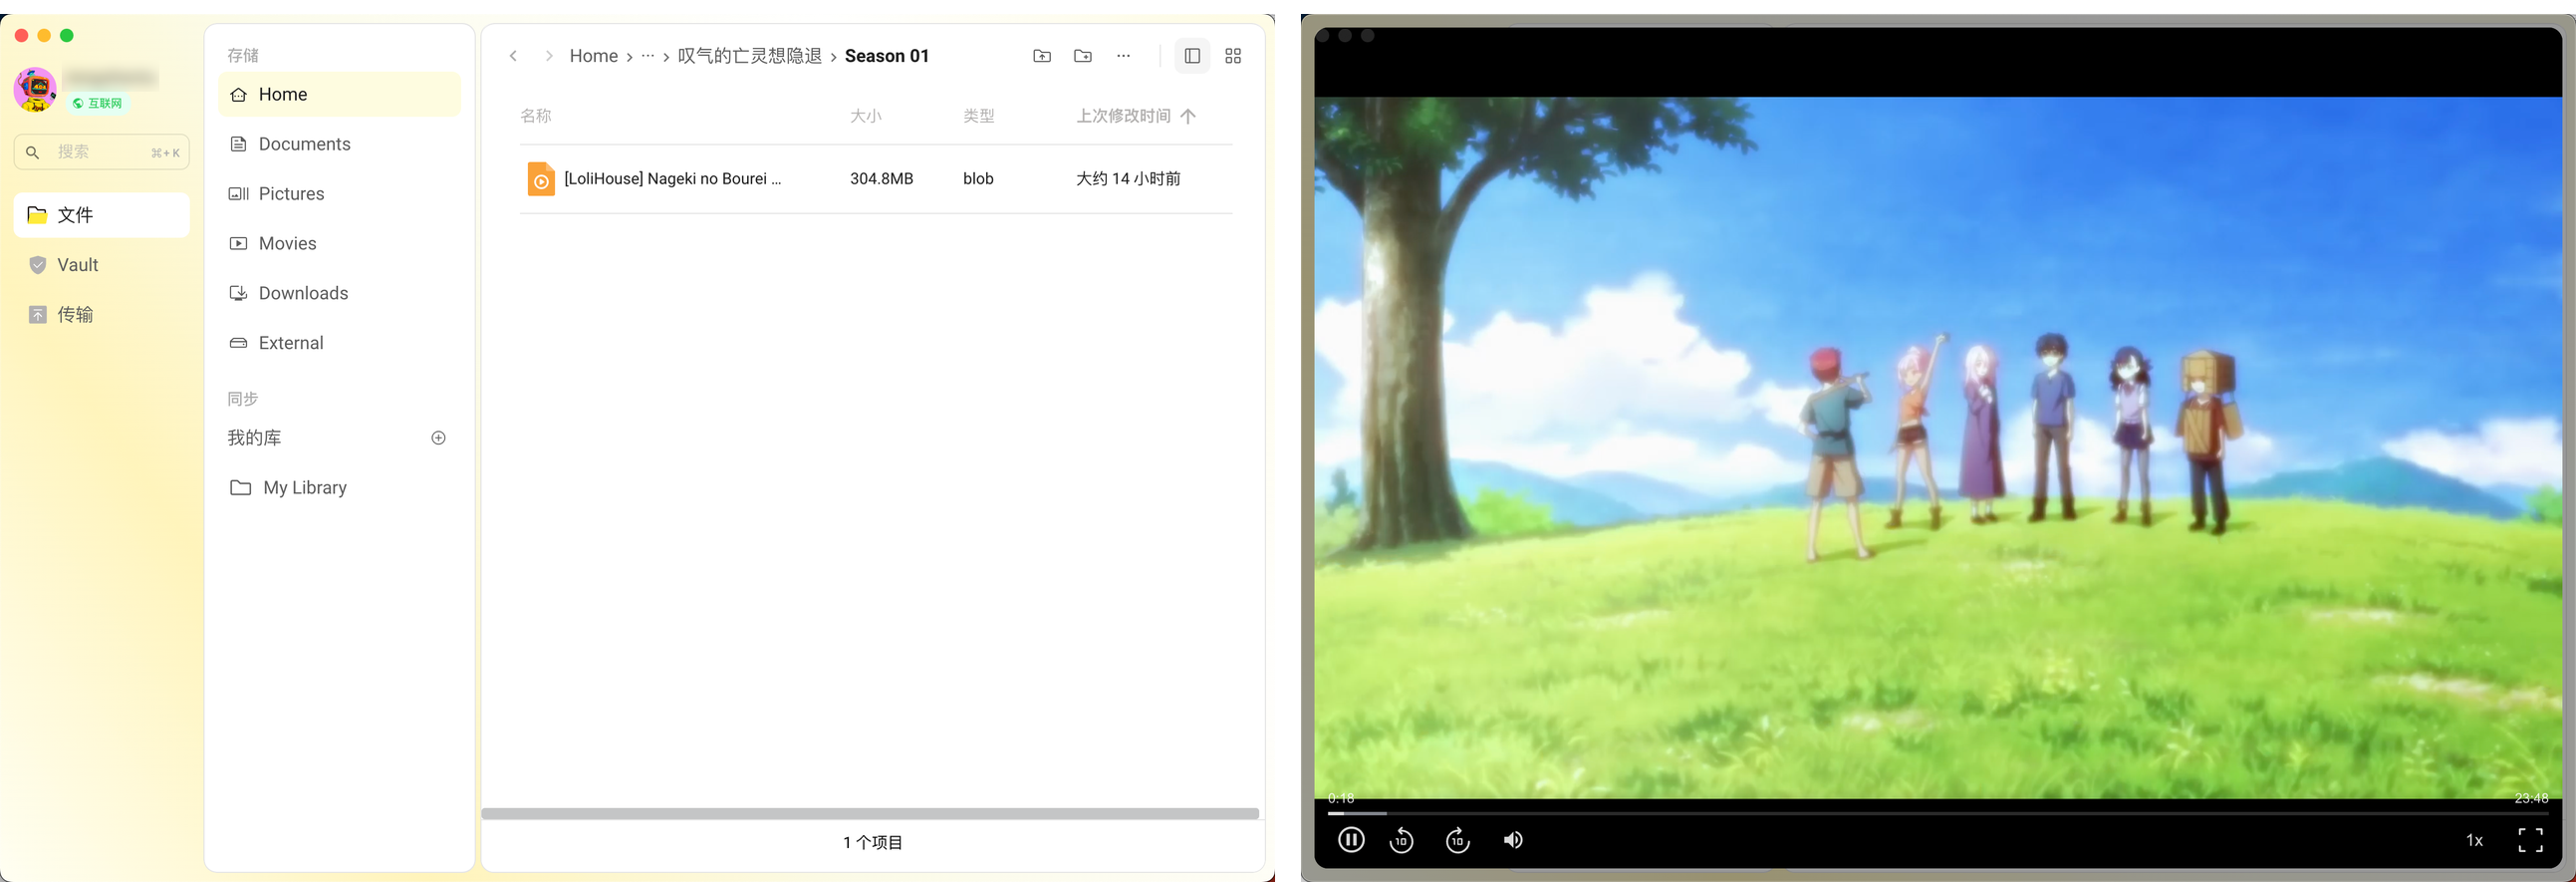 互联网
搜索
⌘+K
文件
Vault
传输
存储
Home
Documents
Pictures
Movies
Downloads
External
同步
我的库
My Library
Home › ··· › 叹气的亡灵想隐退 › Season 01
名称 大小 类型 上次修改时间
[LoliHouse] Nageki no Bourei ... 304.8MB blob 大约 14 小时前
1 个项目
0:18 23:48
10 10 1x